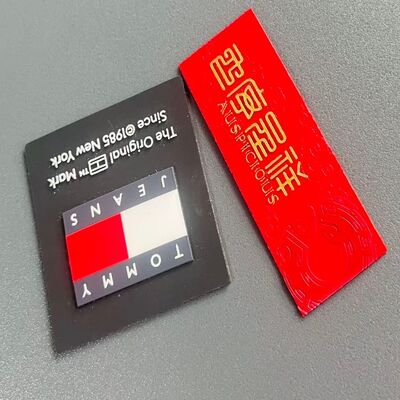 TOMMY
JEANS
The Original ™ Mark
Since ©1985 New York
AUSPICIOUS